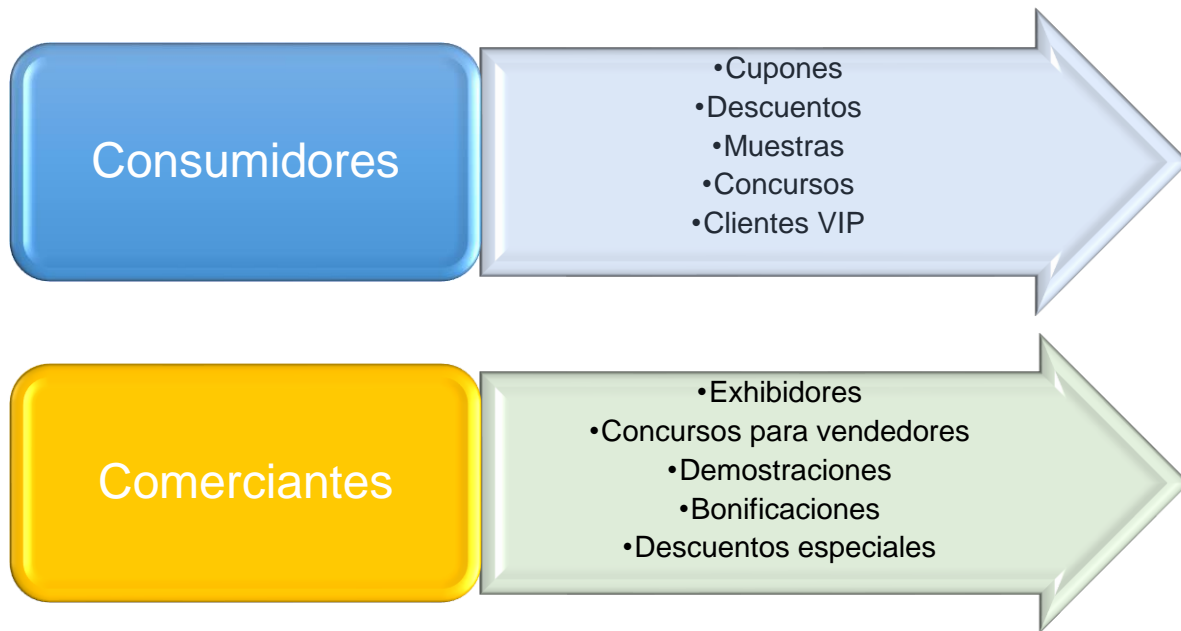 Consumidores
•Cupones
•Descuentos
•Muestras
•Concursos
•Clientes VIP
Comerciantes
•Exhibidores
•Concursos para vendedores
•Demostraciones
•Bonificaciones
•Descuentos especiales